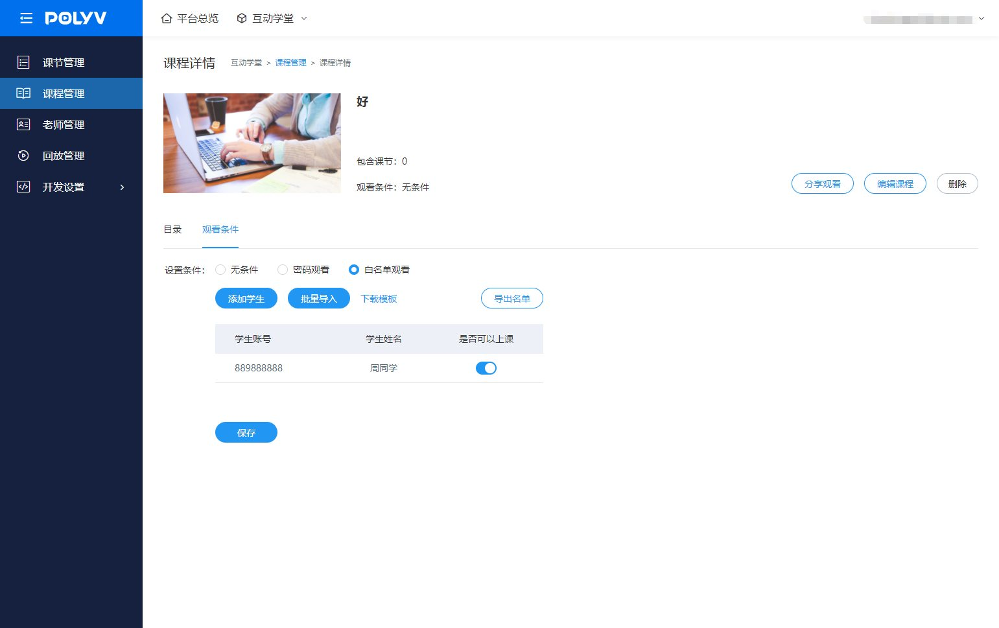 POLYV 平台总览 互动学堂
课节管理
课程管理
老师管理
回放管理
开发设置
课程详情 互动学堂 > 课程管理 > 课程详情
好
包含课节：0
观看条件：无条件
分享观看 编辑课程 删除
目录 观看条件
设置条件： 无条件 密码观看 白名单观看
添加学生 批量导入 下载模板 导出名单
学生账号 学生姓名 是否可以上课
889888888 周同学
保存